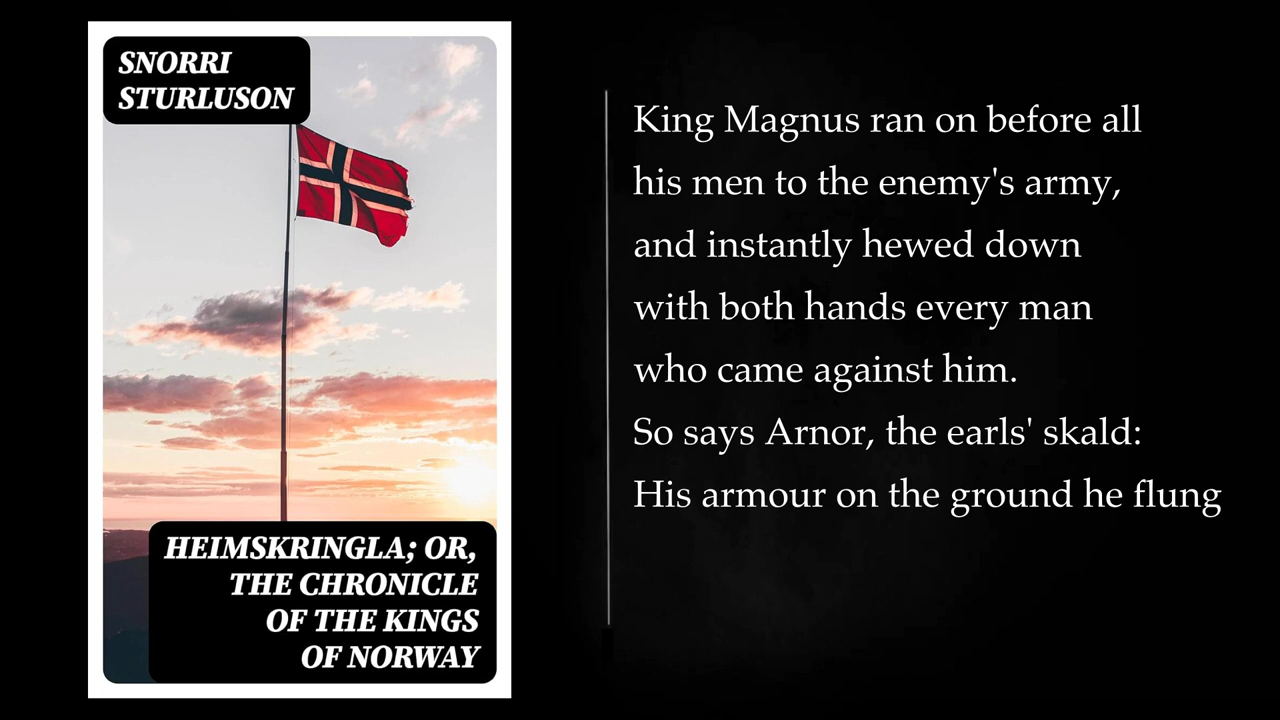 SNORRI
STURLUSON
HEIMSKRINGLA; OR,
THE CHRONICLE
OF THE KINGS
OF NORWAY
King Magnus ran on before all
his men to the enemy's army,
and instantly hewed down
with both hands every man
who came against him.
So says Arnor, the earls' skald:
His armour on the ground he flung